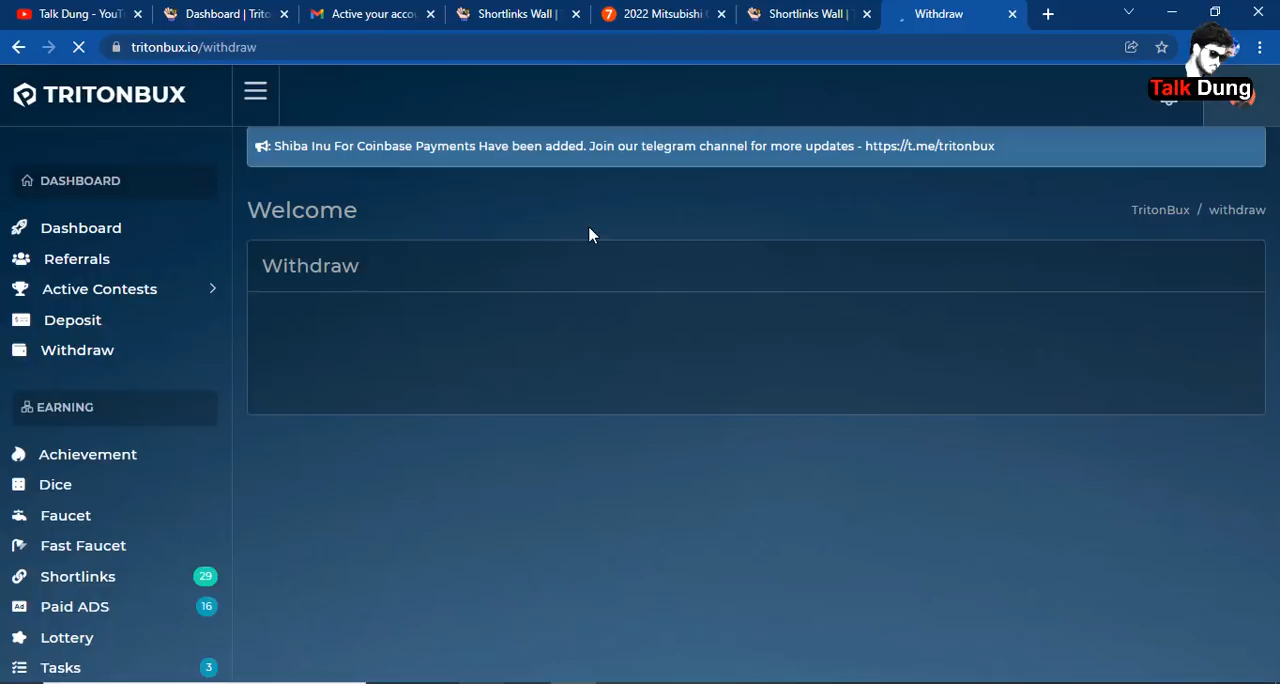 Talk Dung - YouT
Dashboard | Trito
Active your accou
Shortlinks Wall |
2022 Mitsubishi
Shortlinks Wall |
Withdraw
tritonbux.io/withdraw
TRITONBUX
Talk Dung
: Shiba Inu For Coinbase Payments Have been added. Join our telegram channel for more updates - https://t.me/tritonbux
DASHBOARD
Welcome
TritonBux / withdraw
Dashboard
Referrals
Withdraw
Active Contests
Deposit
Withdraw
EARNING
Achievement
Dice
Faucet
Fast Faucet
Shortlinks 29
Ad Paid ADS 16
Lottery
Tasks 3